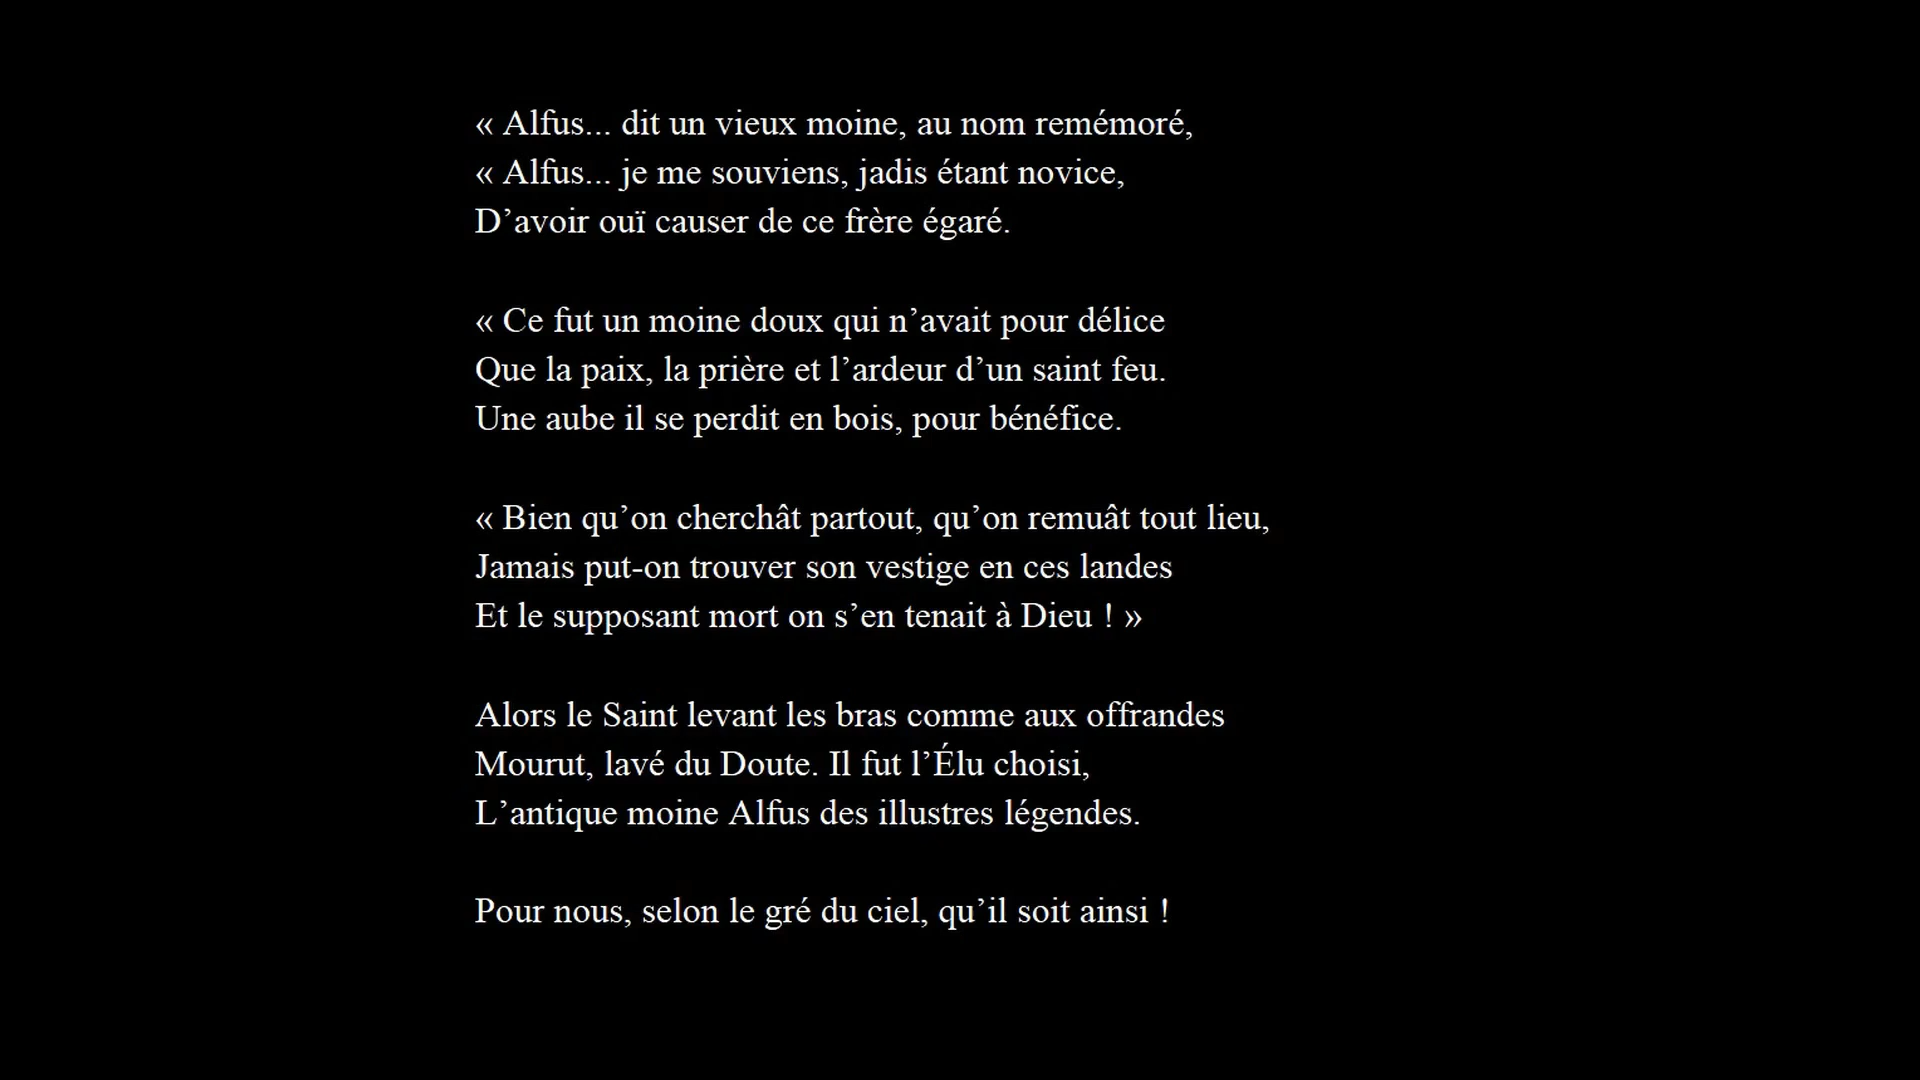 « Alfus... dit un vieux moine, au nom remémoré,
« Alfus... je me souviens, jadis étant novice,
D’avoir ouï causer de ce frère égaré.
« Ce fut un moine doux qui n’avait pour délice
Que la paix, la prière et l’ardeur d’un saint feu.
Une aube il se perdit en bois, pour bénéfice.
« Bien qu’on cherchât partout, qu’on remuât tout lieu,
Jamais put-on trouver son vestige en ces landes
Et le supposant mort on s’en tenait à Dieu ! »
Alors le Saint levant les bras comme aux offrandes
Mourut, lavé du Doute. Il fut l’Élu choisi,
L’antique moine Alfus des illustres légendes.
Pour nous, selon le gré du ciel, qu’il soit ainsi !